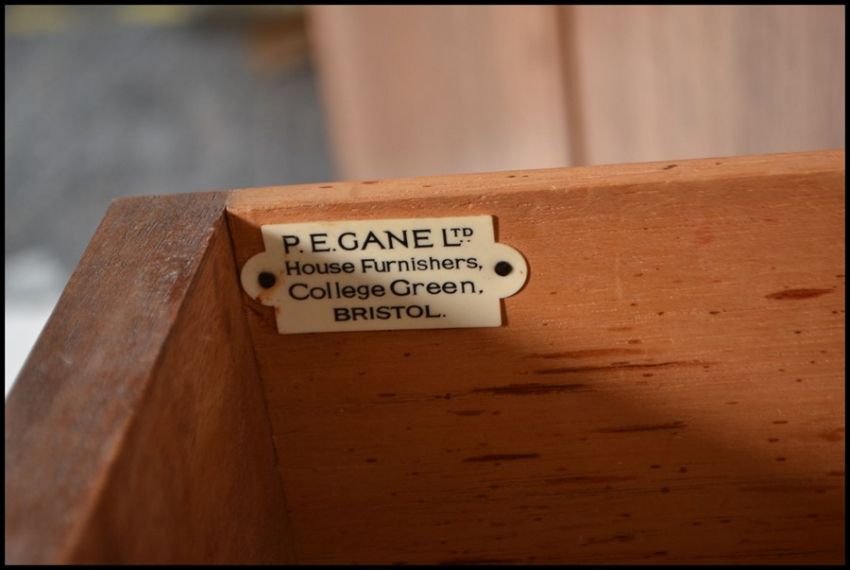 P. E. GANE LTD.
House Furnishers,
College Green,
BRISTOL.